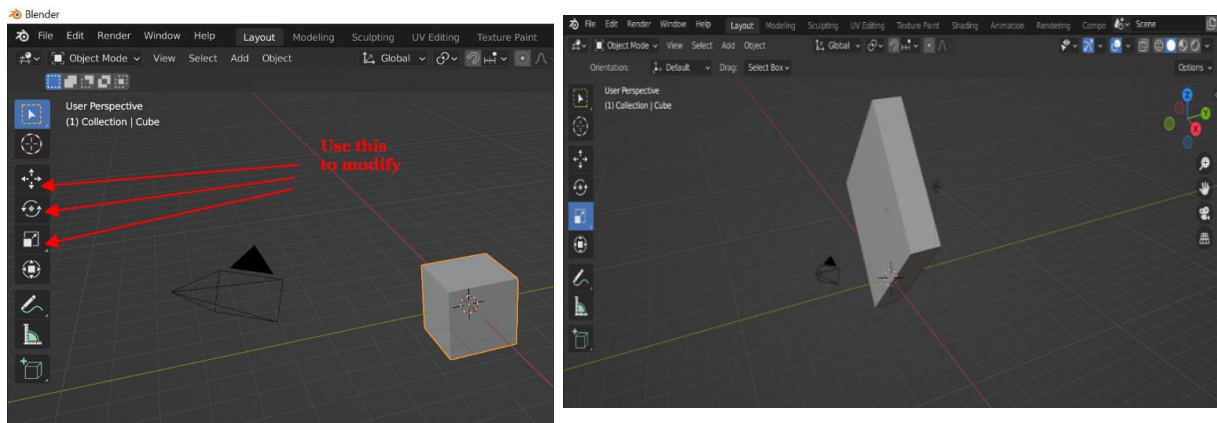 Blender
File Edit Render Window Help Layout Modeling Sculpting UV Editing Texture Paint
Object Mode View Select Add Object Global
User Perspective
(1) Collection | Cube
Use this
to modify
File Edit Render Window Help Layout Modeling Sculpting UV Editing Texture Paint Shading Animation Rendering Compo Scene
Object Mode View Select Add Object Global
Orientation: Default Drag: Select Box Options
User Perspective
(1) Collection | Cube
Z
Y
X